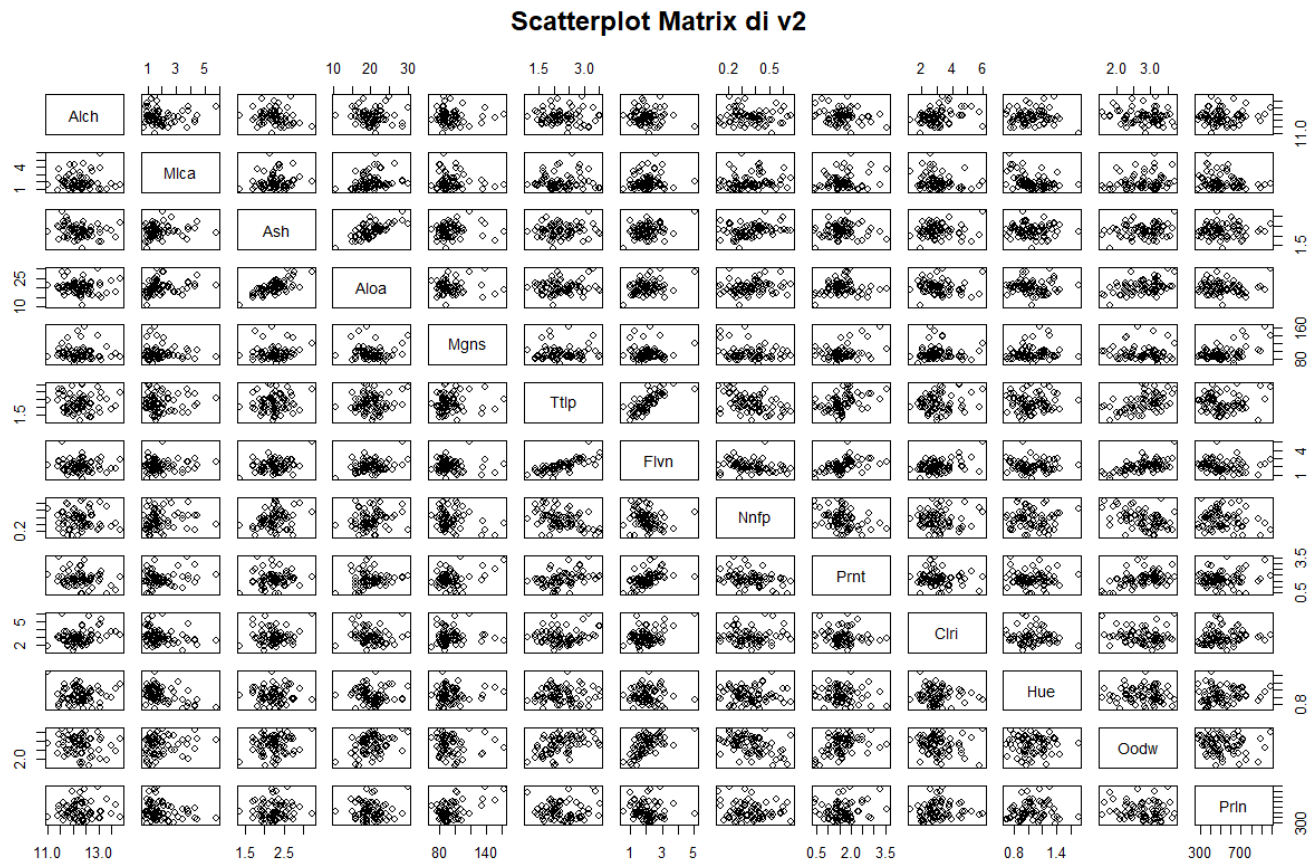 Scatterplot Matrix di v2
1 3 5 10 20 30 1.5 3.0 0.2 0.5 2 4 6 2.0 3.0
Alch 11.0
1 4 Mlca
Ash 1.5
10 25 Aloa
Mgns 80 160
1.5 Ttlp
Flvn 1 4
0.2 Nnfp
Prnt 0.5 3.5
2 5 Clri
Hue 0.8
2.0 Oodw
Prln 300
11.0 13.0 1.5 2.5 80 140 1 3 5 0.5 2.0 3.5 0.8 1.4 300 700